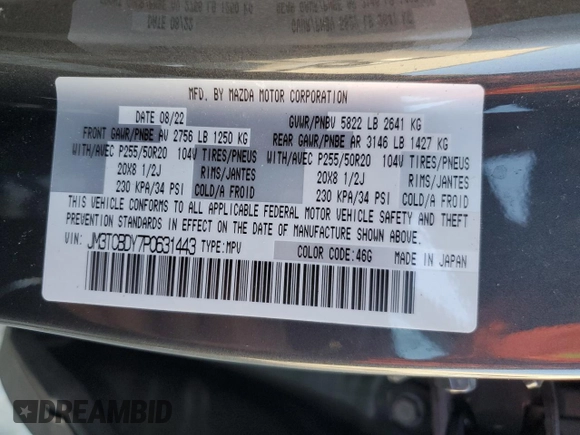 MFD. BY MAZDA MOTOR CORPORATION
DATE 08/22
GVWR/PNBV 5822 LB 2641 KG
FRONT GAWR/PNBE AV 2756 LB 1250 KG
REAR GAWR/PNBE AR 3146 LB 1427 KG
WITH/AVEC P255/50R20 104V TIRES/PNEUS
WITH/AVEC P255/50R20 104V TIRES/PNEUS
20X8 1/2J RIMS/JANTES
20X8 1/2J RIMS/JANTES
230 KPA/34 PSI COLD/A FROID
230 KPA/34 PSI COLD/A FROID
THIS VEHICLE CONFORMS TO ALL APPLICABLE FEDERAL MOTOR VEHICLE SAFETY AND THEFT
PREVENTION STANDARDS IN EFFECT ON THE DATE OF MANUFACTURE SHOWN ABOVE.
VIN: JM3TCBDY7P0631443 TYPE:MPV
COLOR CODE:46G MADE IN JAPAN
DREAMBID